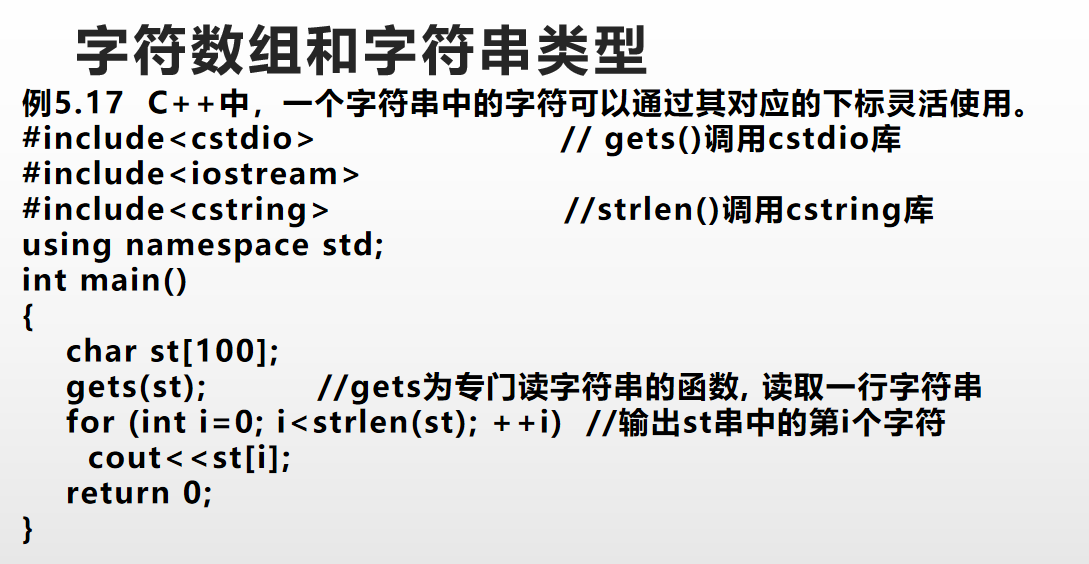 字符数组和字符串类型
例5.17  C++中，一个字符串中的字符可以通过其对应的下标灵活使用。
#include<cstdio>                    // gets()调用cstdio库
#include<iostream>
#include<cstring>                   //strlen()调用cstring库
using namespace std;
int main()
{
    char st[100];
    gets(st);          //gets为专门读字符串的函数, 读取一行字符串
    for (int i=0; i<strlen(st); ++i)  //输出st串中的第i个字符
      cout<<st[i];
    return 0;
}